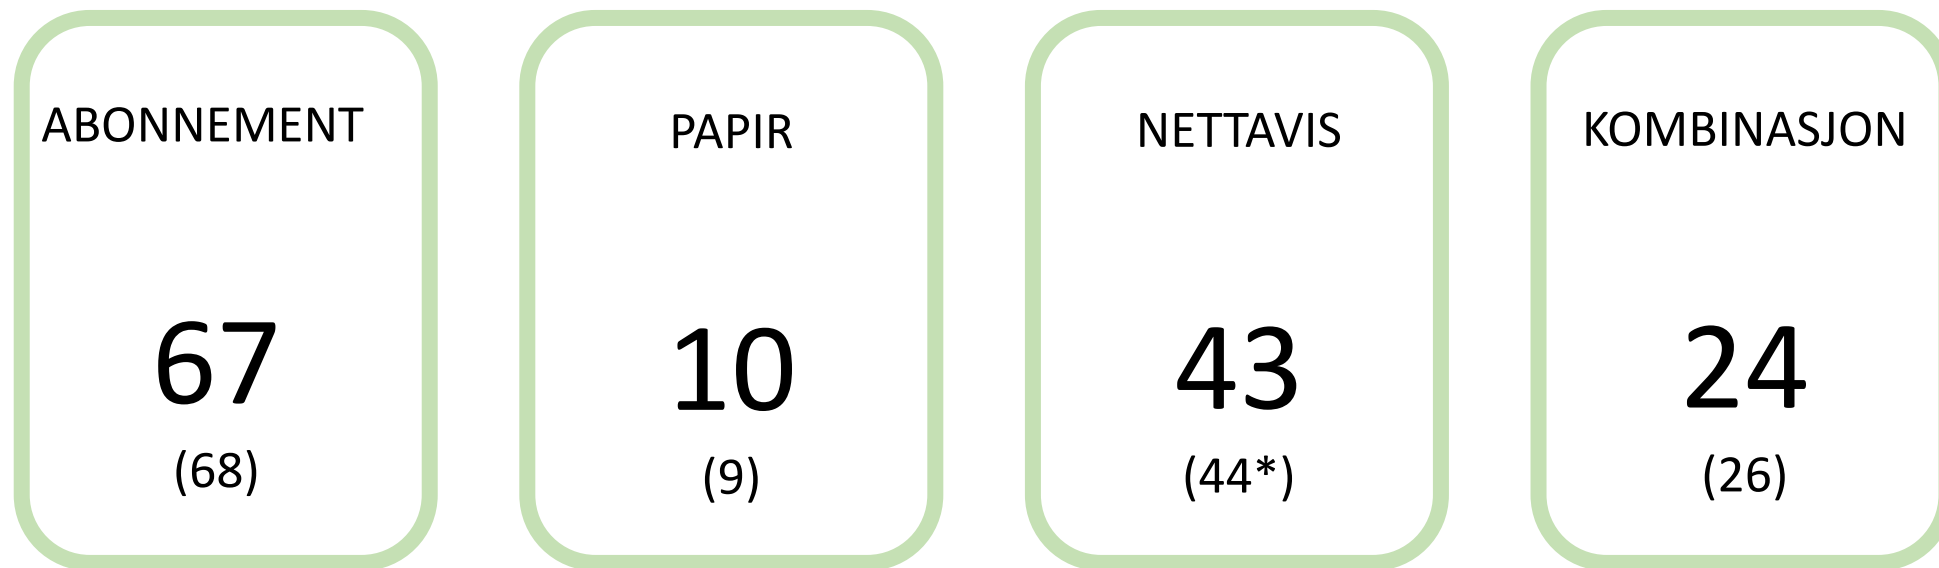 ABONNEMENT
67
(68)
PAPIR
10
(9)
NETTAVIS
43
(44*)
KOMBINASJON
24
(26)